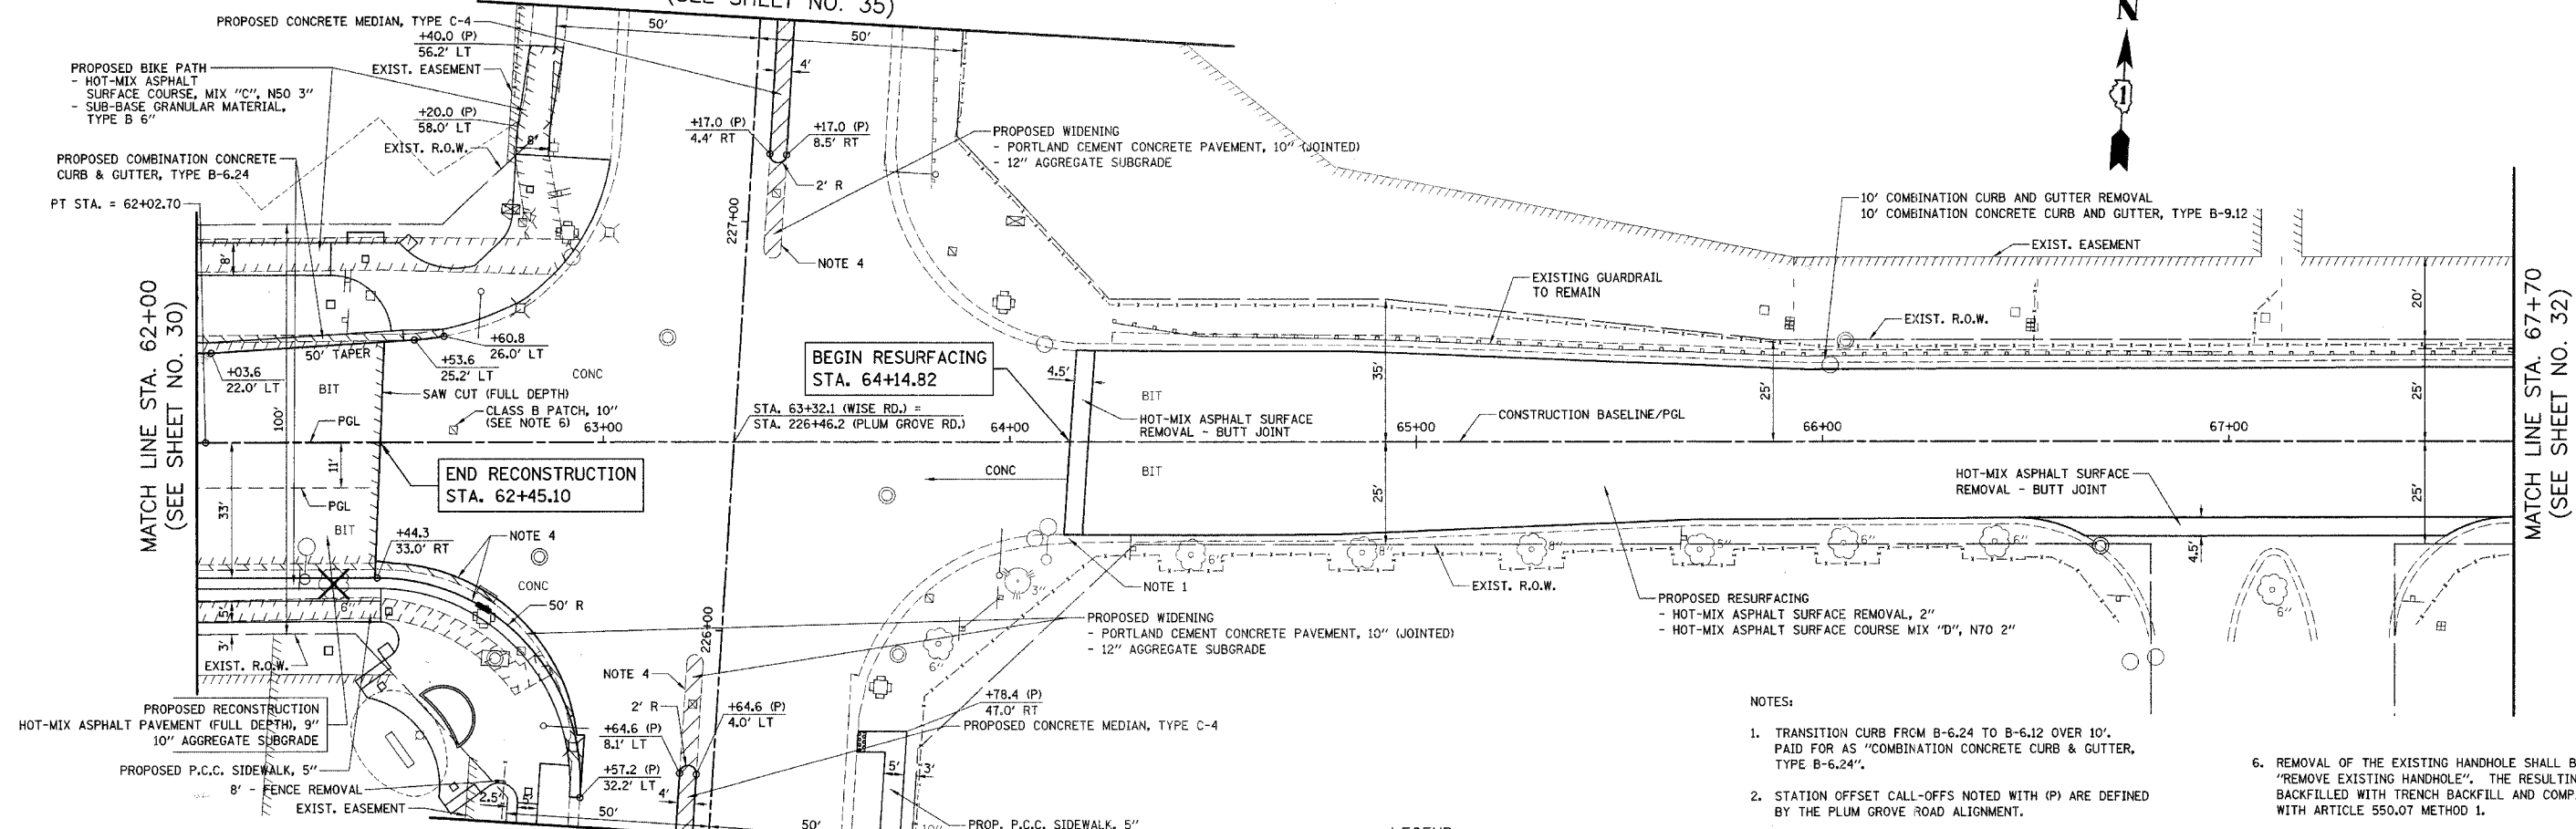 (SEE SHEET NO. 35)
PROPOSED CONCRETE MEDIAN, TYPE C-4
+40.0 (P)
56.2' LT
50'
50'
N
1
PROPOSED BIKE PATH
- HOT-MIX ASPHALT
SURFACE COURSE, MIX "C", N50 3"
- SUB-BASE GRANULAR MATERIAL,
TYPE B 6"
EXIST. EASEMENT
4'
+20.0 (P)
58.0' LT
8'
EXIST. R.O.W.
+17.0 (P)
4.4' RT
+17.0 (P)
8.5' RT
2' R
PROPOSED WIDENING
- PORTLAND CEMENT CONCRETE PAVEMENT, 10" (JOINTED)
- 12" AGGREGATE SUBGRADE
PROPOSED COMBINATION CONCRETE
CURB & GUTTER, TYPE B-6.24
PT STA. = 62+02.70
227+00
NOTE 4
10' COMBINATION CURB AND GUTTER REMOVAL
10' COMBINATION CONCRETE CURB AND GUTTER, TYPE B-9.12
EXIST. EASEMENT
8'
EXISTING GUARDRAIL
TO REMAIN
EXIST. R.O.W.
20'
MATCH LINE STA. 62+00
(SEE SHEET NO. 30)
MATCH LINE STA. 67+70
(SEE SHEET NO. 32)
50' TAPER
+60.8
26.0' LT
+53.6
25.2' LT
+03.6
22.0' LT
BIT
CONC
SAW CUT (FULL DEPTH)
CLASS B PATCH, 10"
(SEE NOTE 6)
100'
PGL
63+00
BEGIN RESURFACING
STA. 64+14.82
4.5'
BIT
35'
25'
25'
STA. 63+32.1 (WISE RD.) =
STA. 226+46.2 (PLUM GROVE RD.)
HOT-MIX ASPHALT SURFACE
REMOVAL - BUTT JOINT
CONSTRUCTION BASELINE/PGL
64+00
65+00
66+00
67+00
11'
33'
PGL
BIT
END RECONSTRUCTION
STA. 62+45.10
CONC
BIT
25'
25'
HOT-MIX ASPHALT SURFACE
REMOVAL - BUTT JOINT
+44.3
33.0' RT
NOTE 4
CONC
50' R
4.5'
6"
8"
8"
6"
6"
6"
3"
NOTE 1
EXIST. R.O.W.
6"
5'
3'
6"
226+00
PROPOSED WIDENING
- PORTLAND CEMENT CONCRETE PAVEMENT, 10" (JOINTED)
- 12" AGGREGATE SUBGRADE
PROPOSED RESURFACING
- HOT-MIX ASPHALT SURFACE REMOVAL, 2"
- HOT-MIX ASPHALT SURFACE COURSE MIX "D", N70 2"
6"
EXIST. R.O.W.
NOTE 4
2' R
+64.6 (P)
4.0' LT
+64.6 (P)
8.1' LT
+78.4 (P)
47.0' RT
PROPOSED CONCRETE MEDIAN, TYPE C-4
PROPOSED RECONSTRUCTION
HOT-MIX ASPHALT PAVEMENT (FULL DEPTH), 9"
10" AGGREGATE SUBGRADE
PROPOSED P.C.C. SIDEWALK, 5"
8' - FENCE REMOVAL
EXIST. EASEMENT
2.5'
+57.2 (P)
32.2' LT
4'
5'
3'
50'
50'
10"
PROP. P.C.C. SIDEWALK, 5"
NOTES:
1. TRANSITION CURB FROM B-6.24 TO B-6.12 OVER 10'.
PAID FOR AS "COMBINATION CONCRETE CURB & GUTTER,
TYPE B-6.24".
2. STATION OFFSET CALL-OFFS NOTED WITH (P) ARE DEFINED
BY THE PLUM GROVE ROAD ALIGNMENT.
6. REMOVAL OF THE EXISTING HANDHOLE SHALL B
"REMOVE EXISTING HANDHOLE". THE RESULTIN
BACKFILLED WITH TRENCH BACKFILL AND COMP
WITH ARTICLE 550.07 METHOD 1.